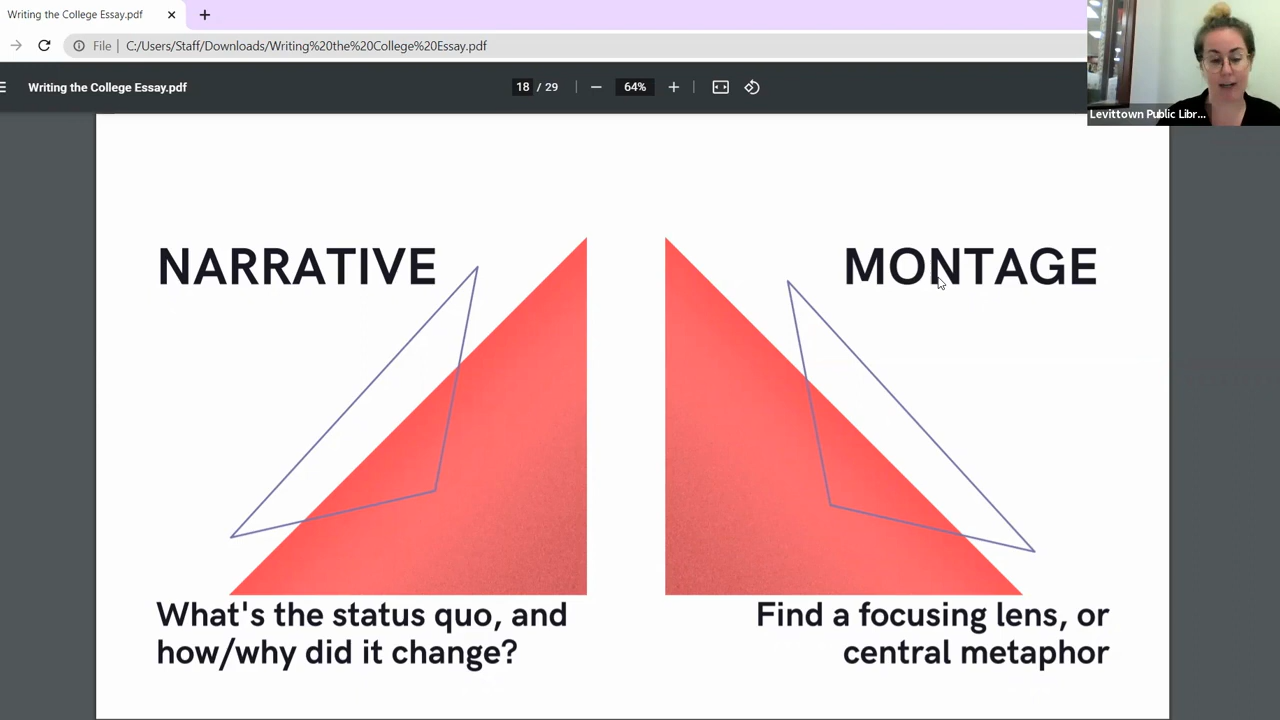 Writing the College Essay.pdf
File
C:/Users/Staff/Downloads/Writing%20the%20College%20Essay.pdf
Writing the College Essay.pdf
18 / 29
64%
Levittown Public Libr...
NARRATIVE
MONTAGE
What's the status quo, and
how/why did it change?
Find a focusing lens, or
central metaphor